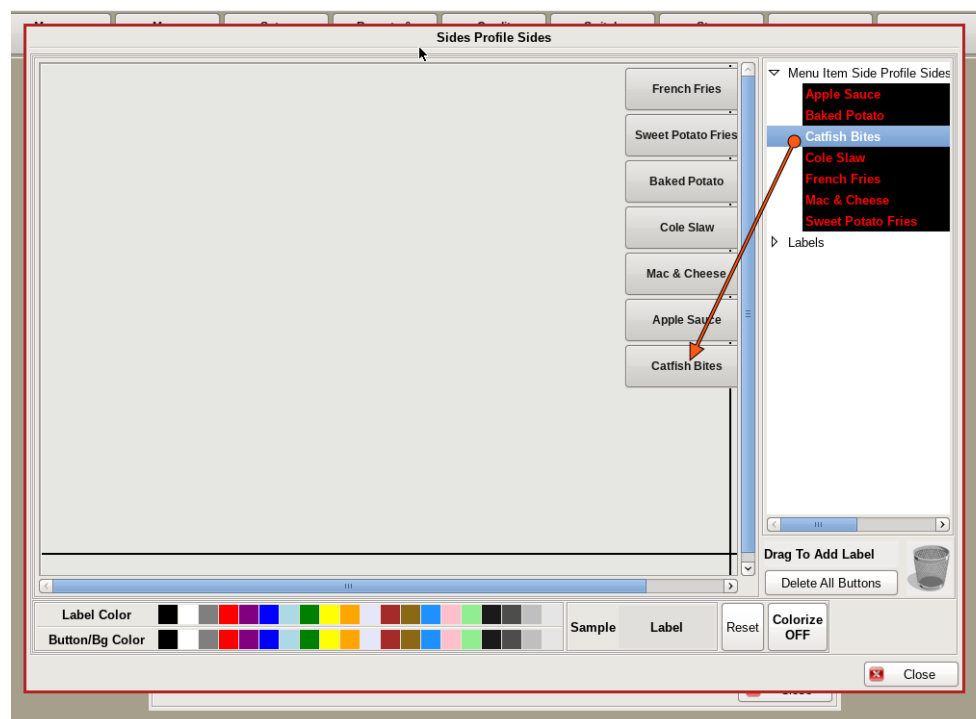 Sides Profile Sides
French Fries
Sweet Potato Fries
Baked Potato
Cole Slaw
Mac & Cheese
Apple Sauce
Catfish Bites
Menu Item Side Profile Sides
Apple Sauce
Baked Potato
Catfish Bites
Cole Slaw
French Fries
Mac & Cheese
Sweet Potato Fries
Labels
Drag To Add Label
Delete All Buttons
Label Color
Button/Bg Color
Sample
Label
Reset
Colorize
OFF
Close